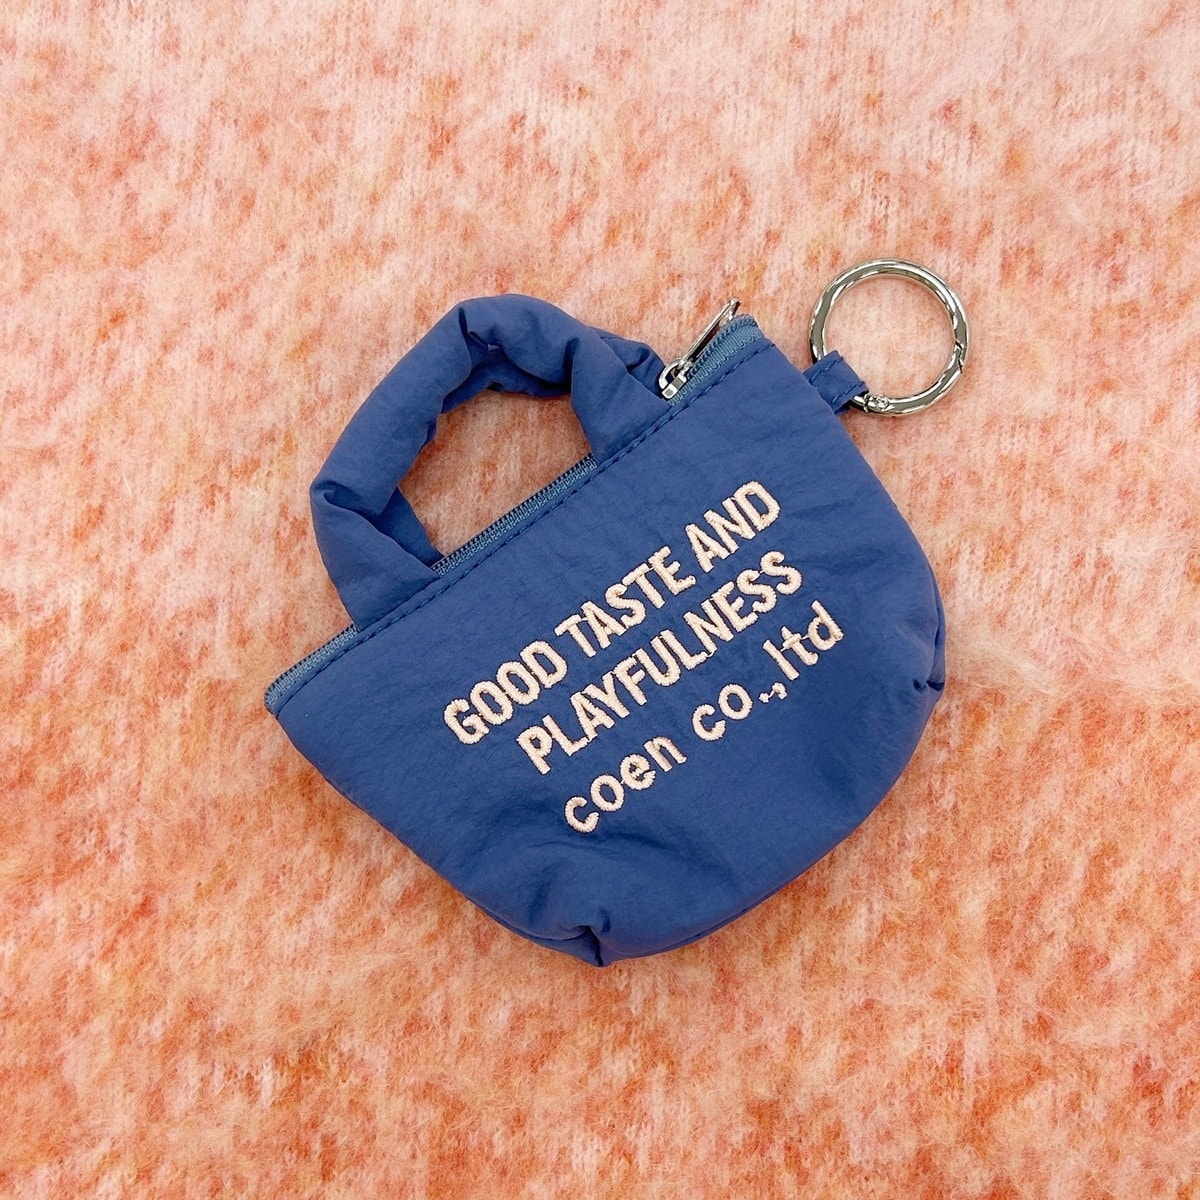 GOOD TASTE AND
PLAYFULNESS
coen co.,ltd